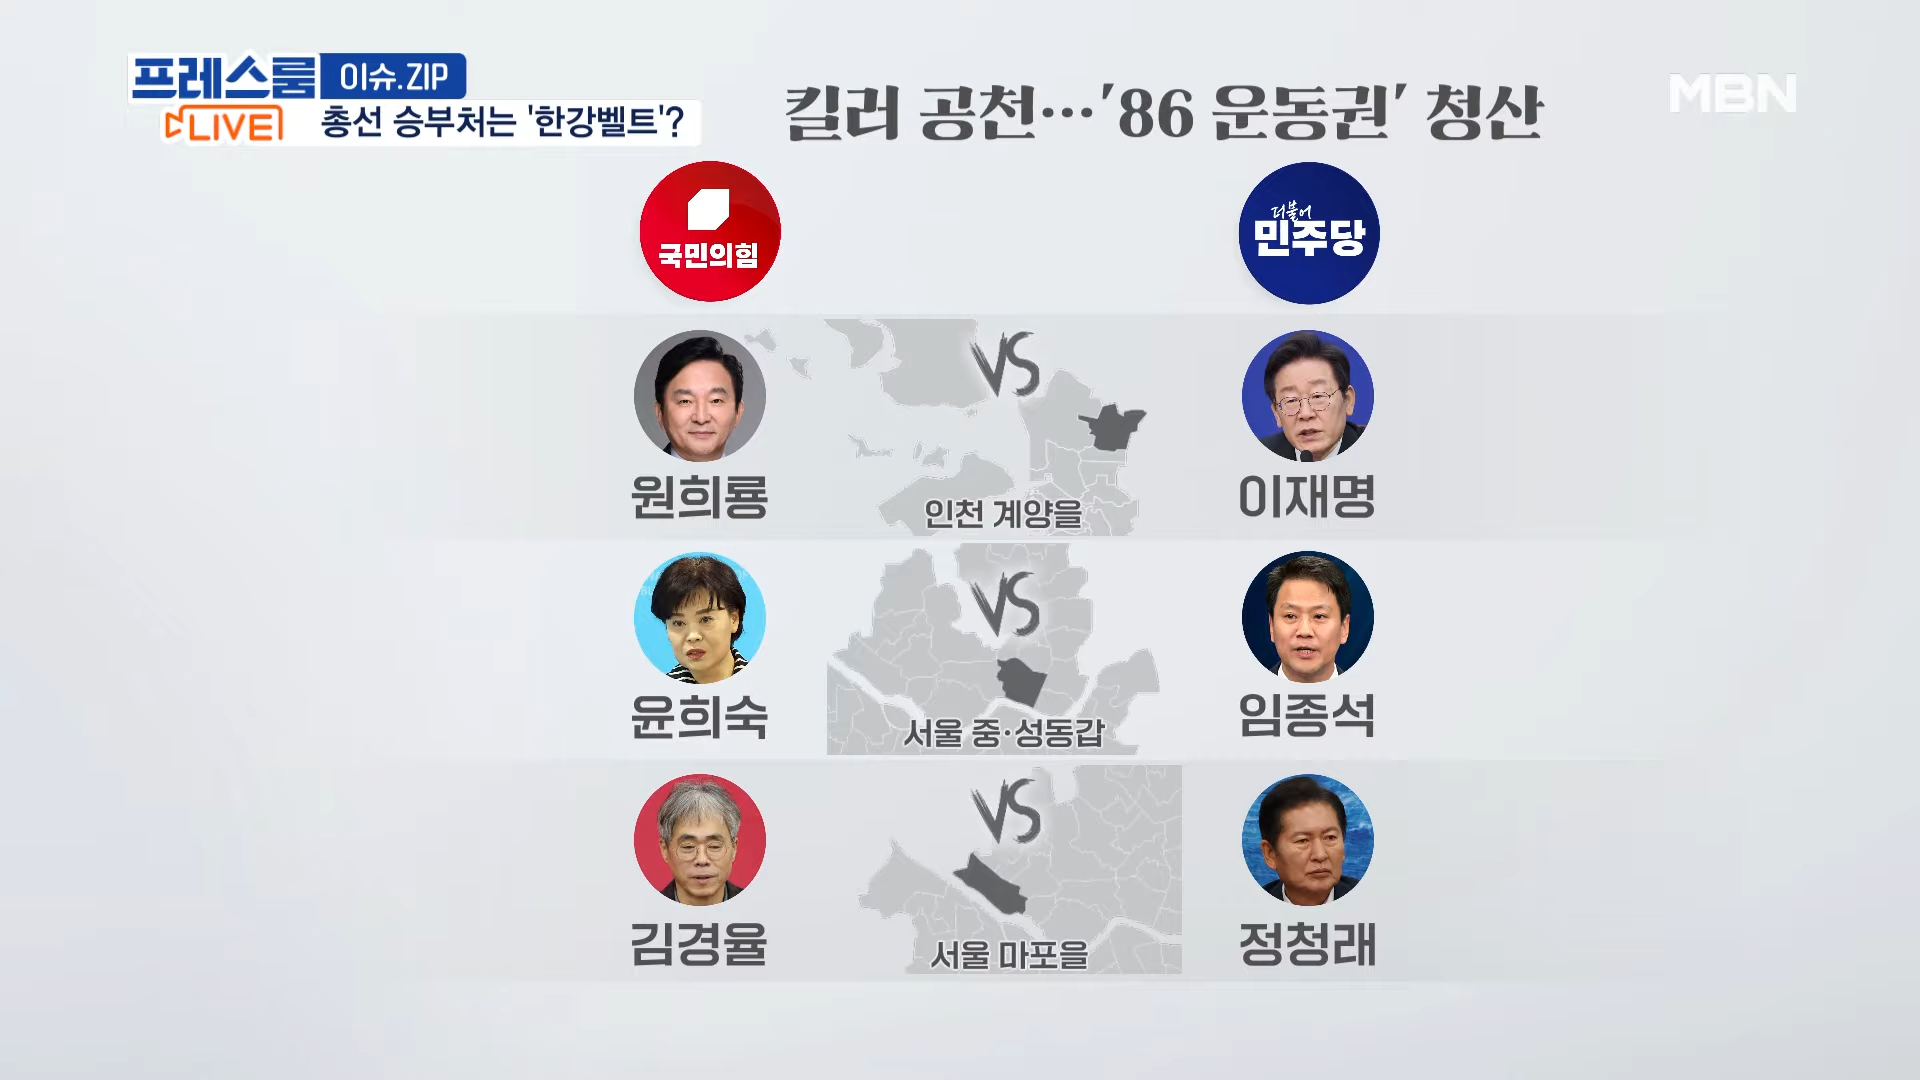 프레스룸 이슈.ZIP
LIVE! 총선 승부처는 '한강벨트'?
킬러 공천…'86 운동권' 청산
MBN
국민의힘
더불어
민주당
VS
원희룡 인천 계양을 이재명
VS
윤희숙 서울 중·성동갑 임종석
VS
김경율 서울 마포을 정청래